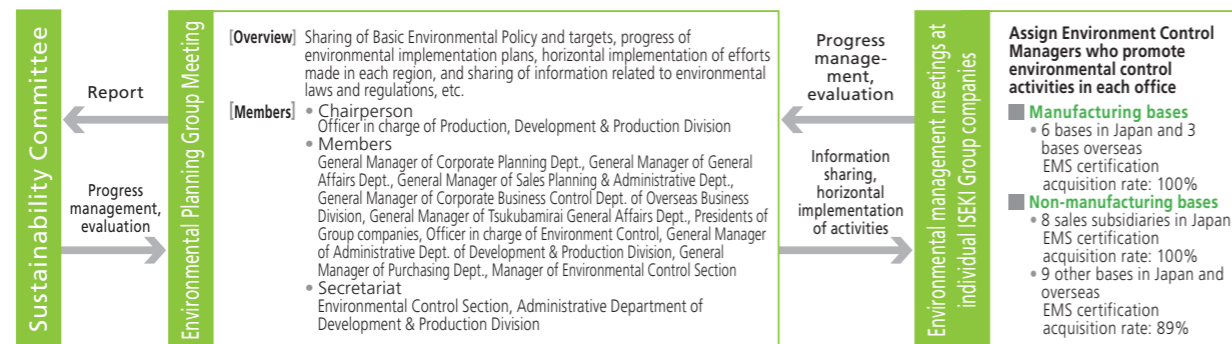 Sustainability Committee
Report
Progress
management,
evaluation
Environmental Planning Group Meeting
[Overview] Sharing of Basic Environmental Policy and targets, progress of
environmental implementation plans, horizontal implementation of efforts
made in each region, and sharing of information related to environmental
laws and regulations, etc.
[Members] • Chairperson
Officer in charge of Production, Development & Production Division
• Members
General Manager of Corporate Planning Dept., General Manager of General
Affairs Dept., General Manager of Sales Planning & Administrative Dept.,
General Manager of Corporate Business Control Dept. of Overseas Business
Division, General Manager of Tsukubamirai General Affairs Dept., Presidents of
Group companies, Officer in charge of Environment Control, General Manager
of Administrative Dept. of Development & Production Division, General
Manager of Purchasing Dept., Manager of Environmental Control Section
• Secretariat
Environmental Control Section, Administrative Department of
Development & Production Division
Progress
manage-
ment,
evaluation
Information
sharing,
horizontal
implementation
of activities
Environmental management meetings at
individual ISEKI Group companies
Assign Environment Control
Managers who promote
environmental control
activities in each office
■ Manufacturing bases
• 6 bases in Japan and 3
bases overseas
EMS certification
acquisition rate: 100%
■ Non-manufacturing bases
• 8 sales subsidiaries in Japan
EMS certification
acquisition rate: 100%
• 9 other bases in Japan and
overseas
EMS certification
acquisition rate: 89%